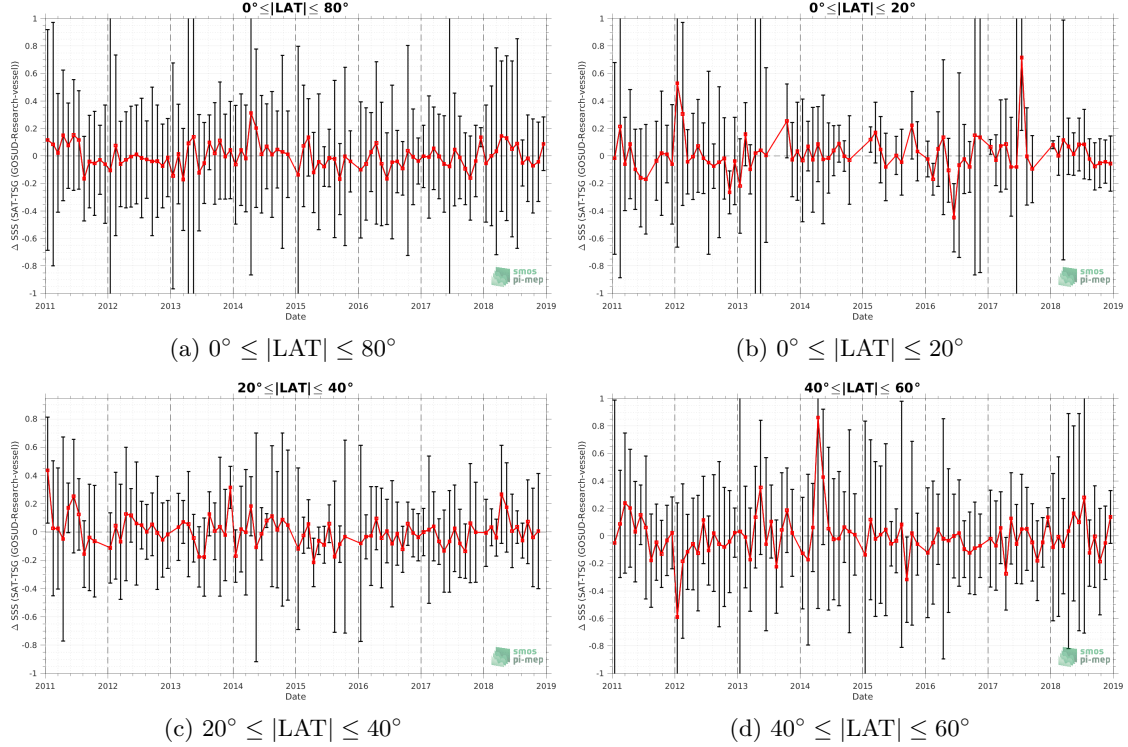 0°≤|LAT|≤ 80°
Δ SSS (SAT-TSG (GOSUD-Research-vessel))
1
0.8
0.6
0.4
0.2
0
-0.2
-0.4
-0.6
-0.8
-1
2011 2012 2013 2014 2015 2016 2017 2018 2019
Date
smos
pi-mep
(a) 0° ≤ |LAT| ≤ 80°
0°≤|LAT|≤ 20°
Δ SSS (SAT-TSG (GOSUD-Research-vessel))
1
0.8
0.6
0.4
0.2
0
-0.2
-0.4
-0.6
-0.8
-1
2011 2012 2013 2014 2015 2016 2017 2018 2019
Date
smos
pi-mep
(b) 0° ≤ |LAT| ≤ 20°
20°≤|LAT|≤ 40°
Δ SSS (SAT-TSG (GOSUD-Research-vessel))
0.8
0.6
0.4
0.2
0
-0.2
-0.4
-0.6
-0.8
-1
2011 2012 2013 2014 2015 2016 2017 2018 2019
Date
smos
pi-mep
(c) 20° ≤ |LAT| ≤ 40°
40°≤|LAT|≤ 60°
Δ SSS (SAT-TSG (GOSUD-Research-vessel))
1
0.8
0.6
0.4
0.2
0
-0.2
-0.4
-0.6
-0.8
-1
2011 2012 2013 2014 2015 2016 2017 2018 2019
Date
smos
pi-mep
(d) 40° ≤ |LAT| ≤ 60°